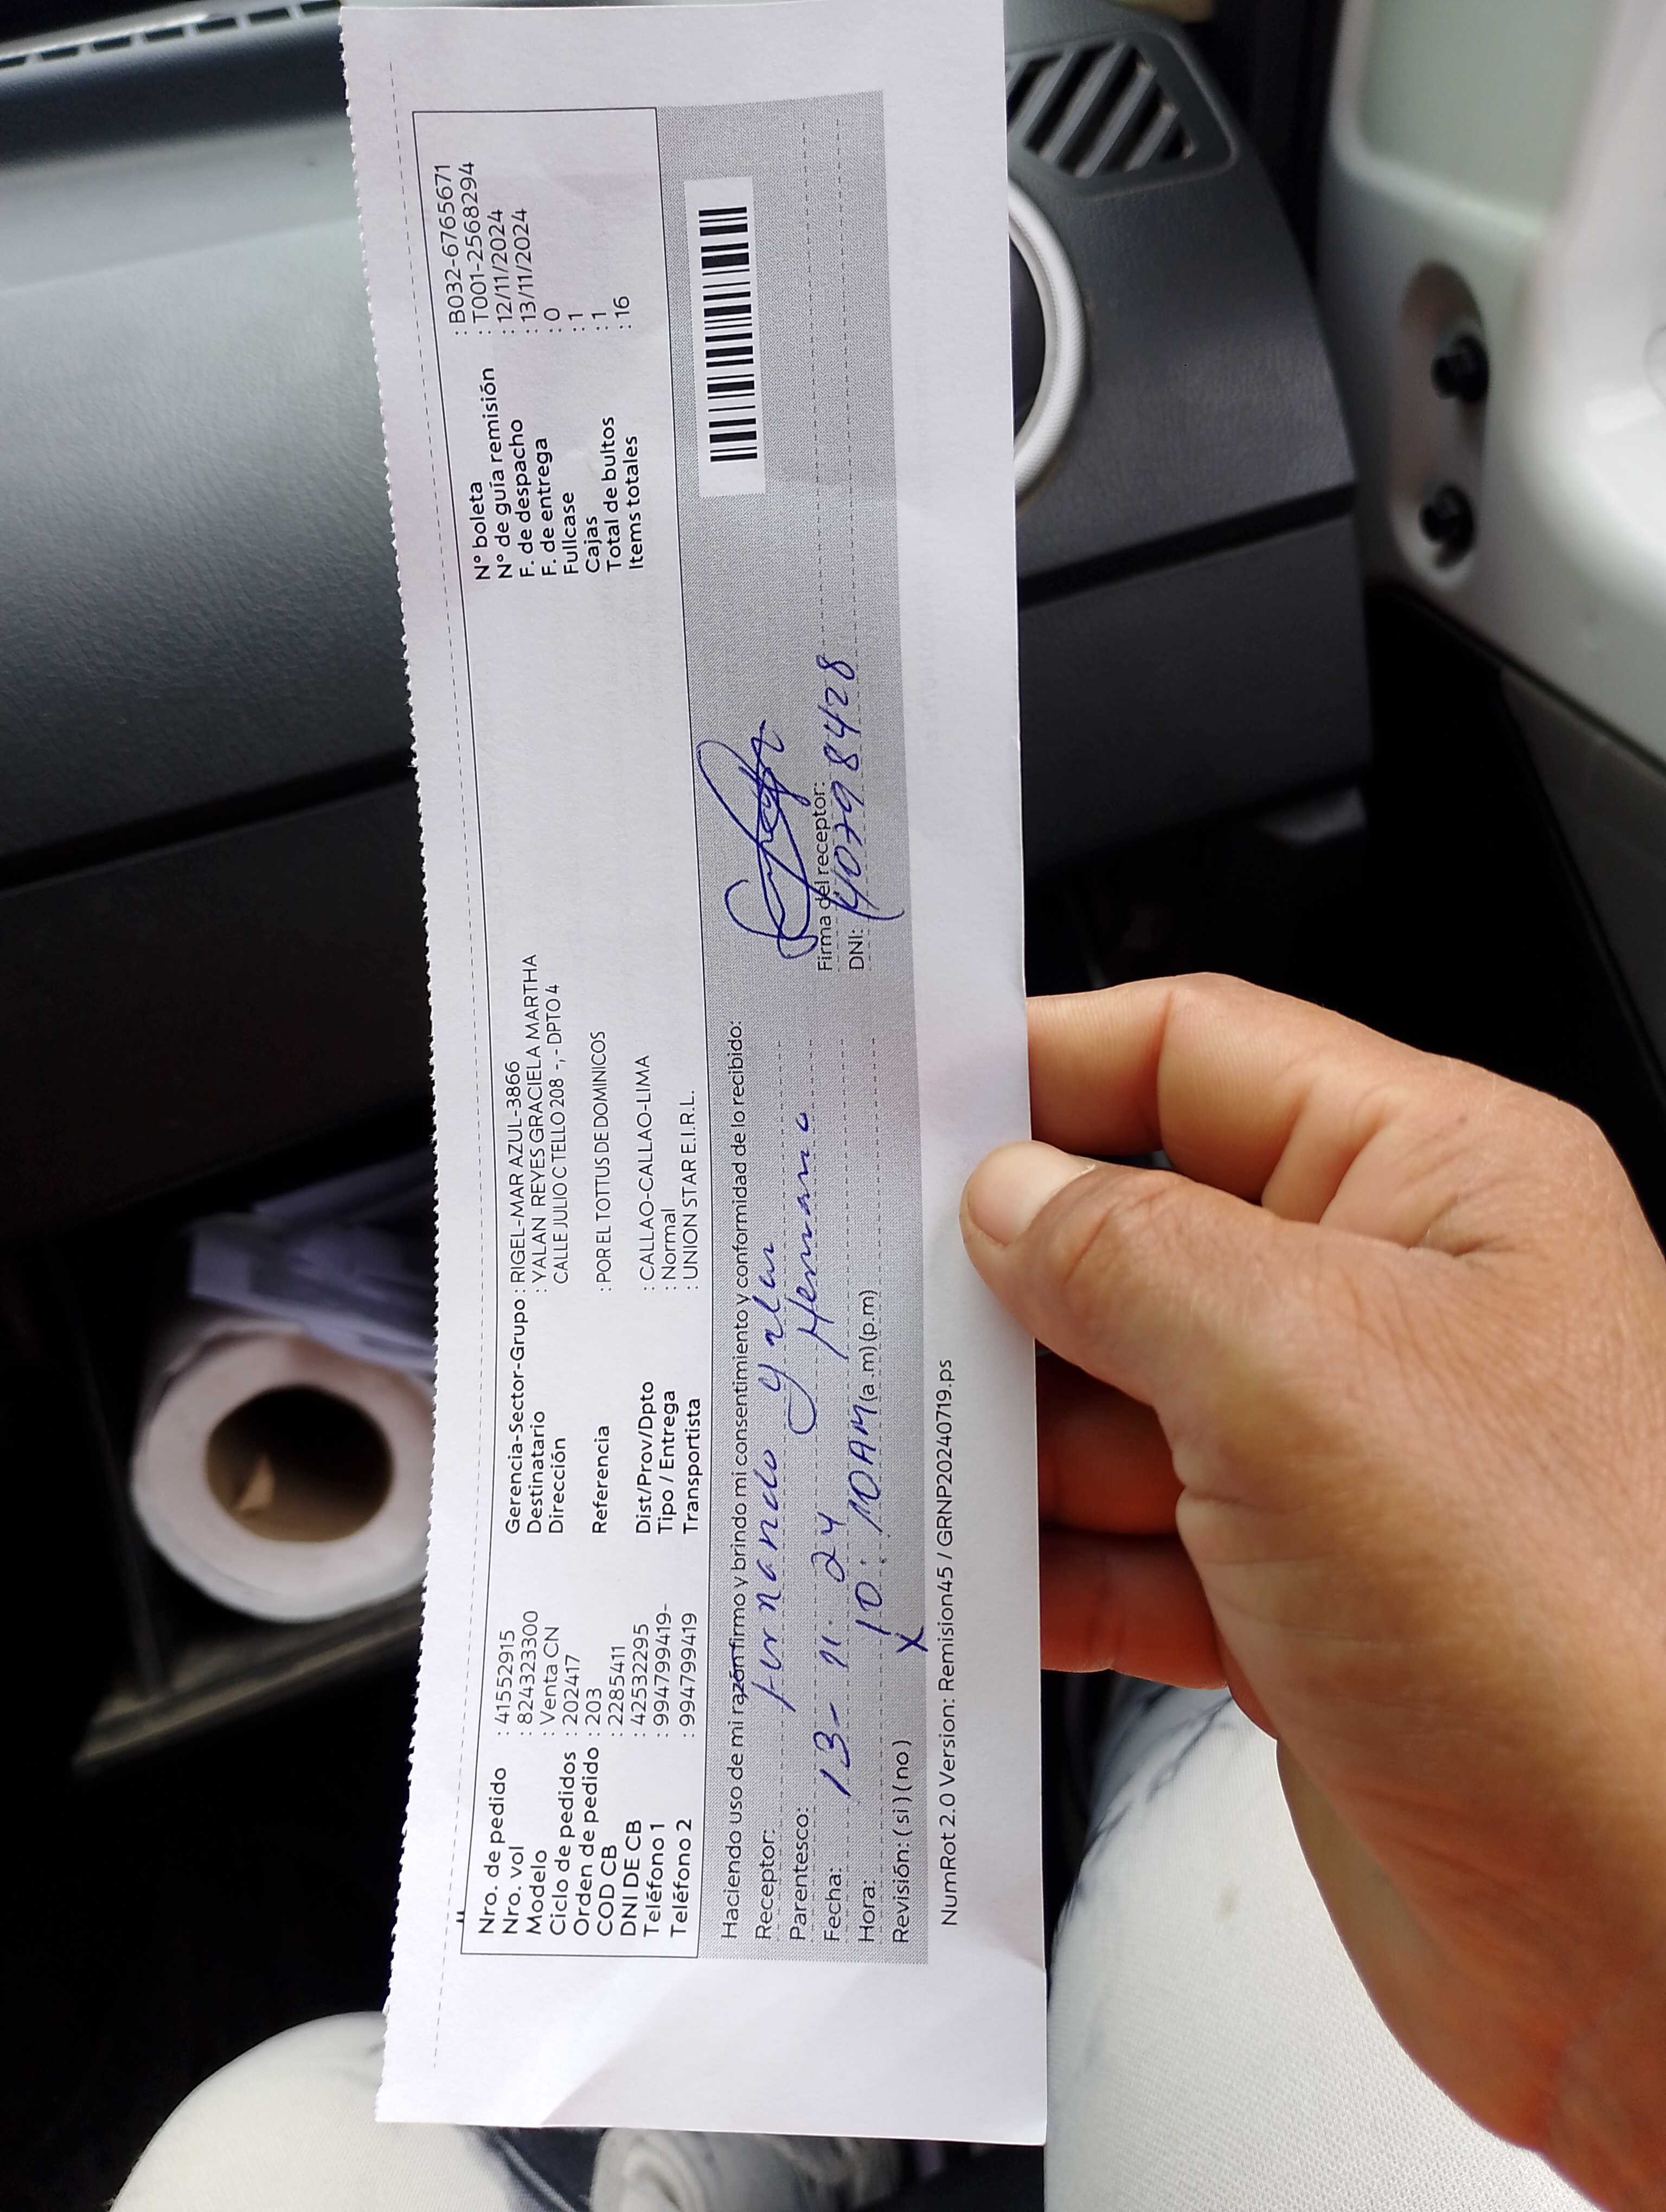 Nro. de pedido : 41552915
Nro. vol : 824323300
Modelo : Venta CN
Ciclo de pedidos : 202417
Orden de pedido : 203
COD CB : 2285411
DNI DE CB : 42532295
Teléfono 1 : 994799419-
Teléfono 2 : 994799419
Gerencia-Sector-Grupo : RIGEL-MAR AZUL-3866
Destinatario : YALAN REYES GRACIELA MARTHA
Dirección CALLE JULIO C TELLO 208 -, - DPTO 4
Referencia : POR EL TOTTUS DE DOMINICOS
Dist/Prov/Dpto : CALLAO-CALLAO-LIMA
Tipo / Entrega : Normal
Transportista : UNION STAR E.I.R.L.
N° boleta : B032-6765671
N° de guía remisión : T001-2568294
F. de despacho : 12/11/2024
F. de entrega : 13/11/2024
Fullcase : 0
Cajas : 1
Total de bultos : 1
Items totales : 16
Haciendo uso de mi razón firmo y brindo mi consentimiento y conformidad de lo recibido:
Receptor: yalan
Parentesco: Hermano
Fecha: 13- 11. 24
Hora: 10: 10AM (a.m) (p.m)
Revisión: ( si ) ( no ) X
Firma del receptor:
DNI: 40798428
NumRot 2.0 Version: Remision45 / GRNP20240719.ps